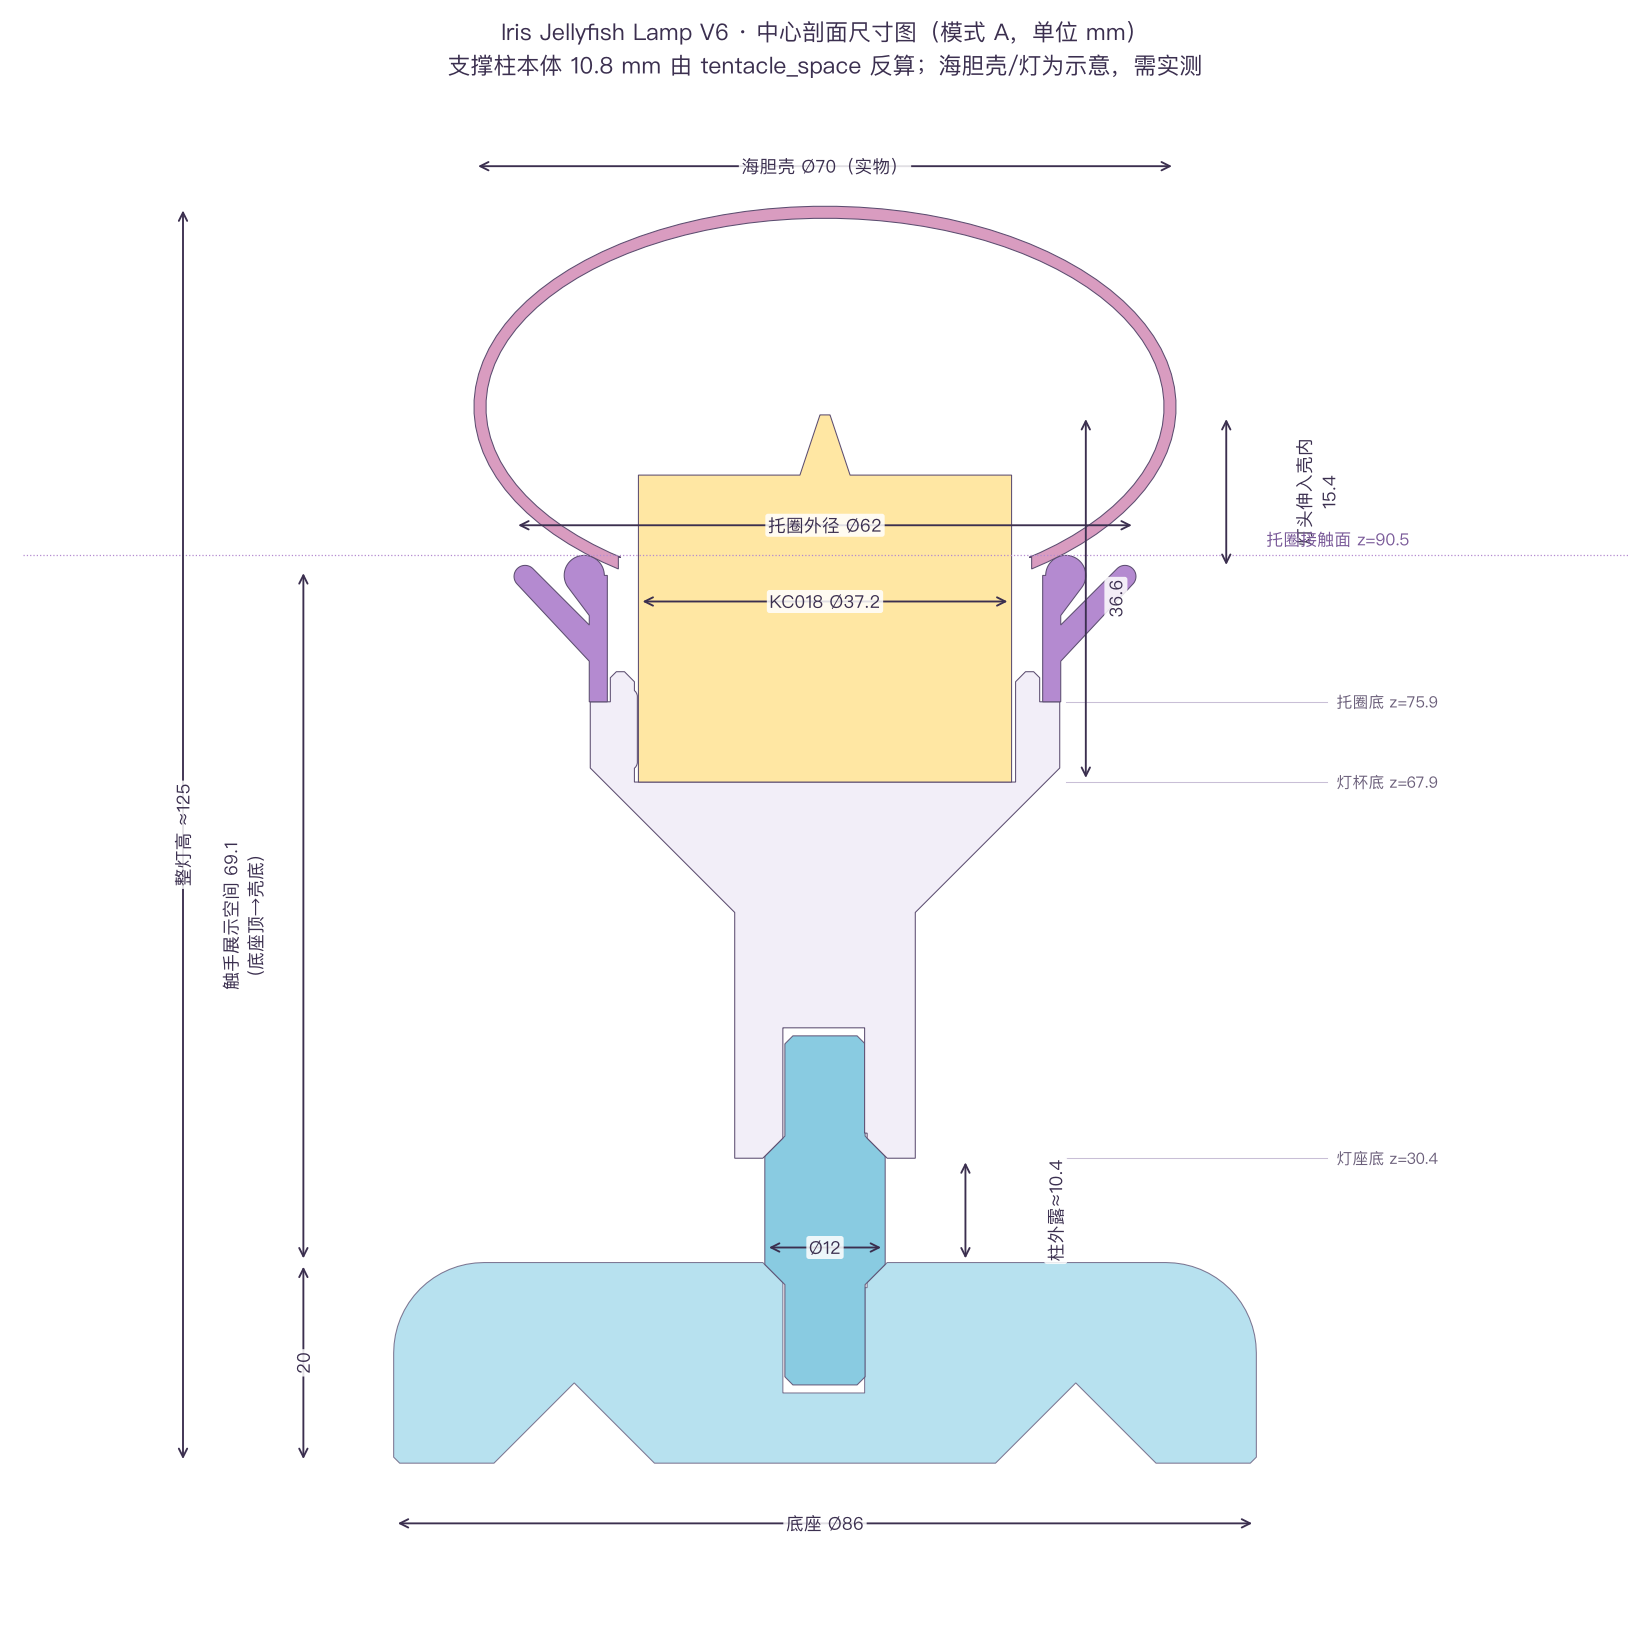 Iris Jellyfish Lamp V6 · 中心剖面尺寸图（模式 A，单位 mm）
支撑柱本体 10.8 mm 由 tentacle_space 反算；海胆壳/灯为示意，需实测
海胆壳 Ø70（实物）
灯头伸入壳内
15.4
托圈外径 Ø62
托圈接触面 z=90.5
36.6
KC018 Ø37.2
托圈底 z=75.9
灯杯底 z=67.9
整灯高 ≈125
触手展示空间 69.1
（底座顶→壳底）
灯座底 z=30.4
柱外露≈10.4
Ø12
20
底座 Ø86